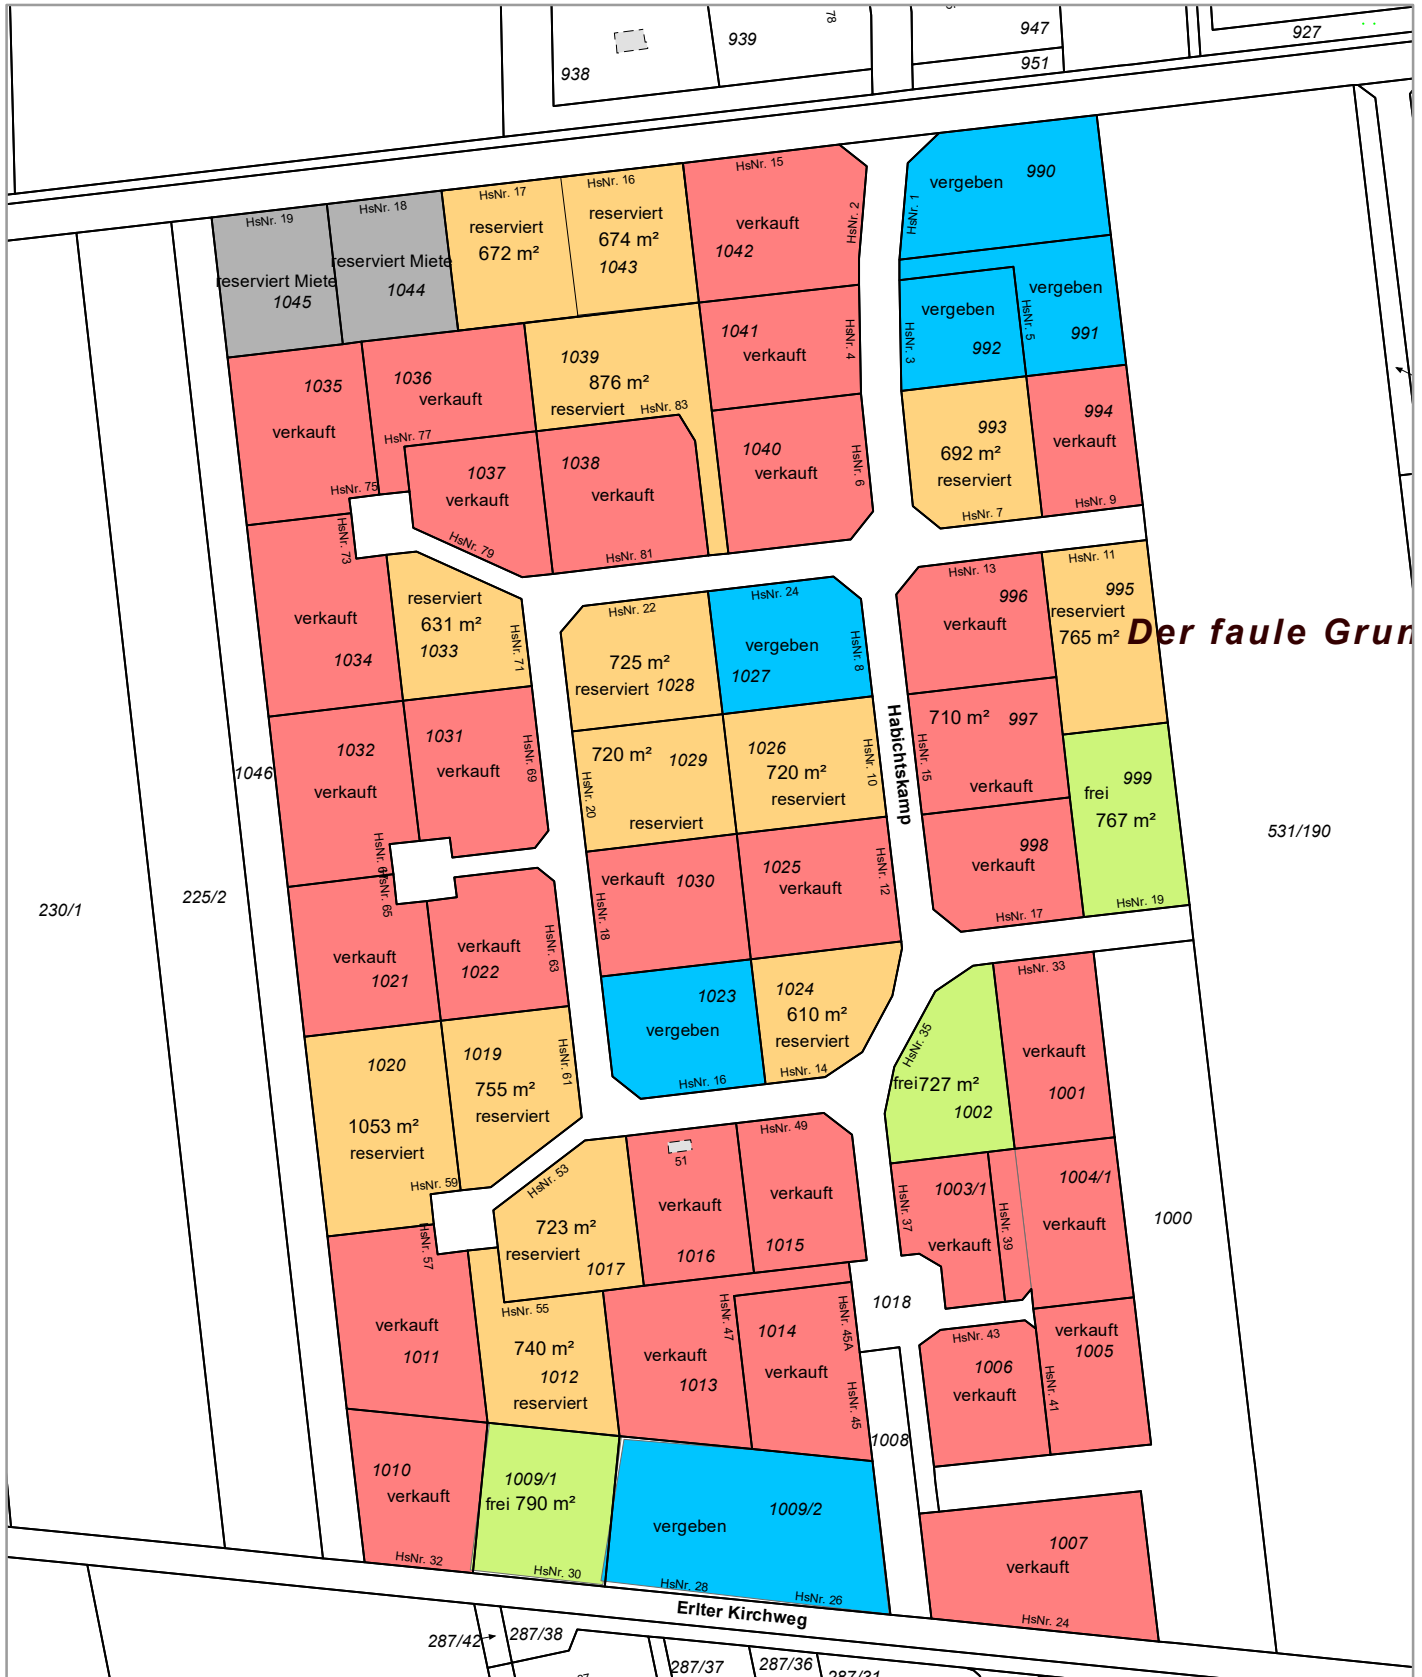 78
947
939
927
938
951
HsNr. 15
990
vergeben
HsNr. 1
HsNr. 16
HsNr. 17
HsNr. 18
HsNr. 19
reserviert
674 m²
1043
reserviert
672 m²
verkauft
1042
HsNr. 2
reserviert Miete
1044
reserviert Miete
1045
vergeben
991
HsNr. 5
vergeben
992
HsNr. 3
1041
verkauft
HsNr. 4
1039
876 m²
reserviert
HsNr. 83
1035
verkauft
HsNr. 75
1036
verkauft
HsNr. 77
993
692 m²
reserviert
HsNr. 7
994
verkauft
HsNr. 9
1037
verkauft
HsNr. 79
1038
verkauft
HsNr. 81
1040
verkauft
HsNr. 6
HsNr. 73
verkauft
1034
reserviert
631 m²
1033
HsNr. 71
HsNr. 22
725 m²
reserviert 1028
HsNr. 24
vergeben
1027
HsNr. 8
HsNr. 13
996
verkauft
HsNr. 11
995
reserviert
765 m²
Der faule Grun
1032
verkauft
HsNr. 65
1031
verkauft
HsNr. 69
720 m² 1029
HsNr. 20
reserviert
1026
720 m²
reserviert
HsNr. 10
Habichtskamp
710 m² 997
HsNr. 15
verkauft
999
frei
767 m²
HsNr. 19
1046
531/190
230/1
225/2
998
verkauft
HsNr. 17
verkauft 1030
HsNr. 18
1025
verkauft
HsNr. 12
verkauft
1021
verkauft
1022
HsNr. 63
1023
vergeben
HsNr. 16
1024
610 m²
reserviert
HsNr. 14
HsNr. 33
verkauft
1001
HsNr. 35
frei 727 m²
1002
1020
1053 m²
reserviert
HsNr. 59
1019
755 m²
reserviert
HsNr. 61
HsNr. 53
723 m²
reserviert
1017
51
verkauft
1016
HsNr. 49
verkauft
1015
1003/1
HsNr. 37
verkauft
HsNr. 39
1004/1
verkauft
1000
HsNr. 57
verkauft
1011
HsNr. 55
740 m²
1012
reserviert
HsNr. 47
verkauft
1013
1014
verkauft
HsNr. 45A
HsNr. 45
1018
HsNr. 43
1006
verkauft
verkauft
1005
HsNr. 41
1008
1010
verkauft
HsNr. 32
1009/1
frei 790 m²
HsNr. 30
vergeben
1009/2
HsNr. 28
HsNr. 26
1007
verkauft
HsNr. 24
Erlter Kirchweg
287/42
287/38
287/37
287/36